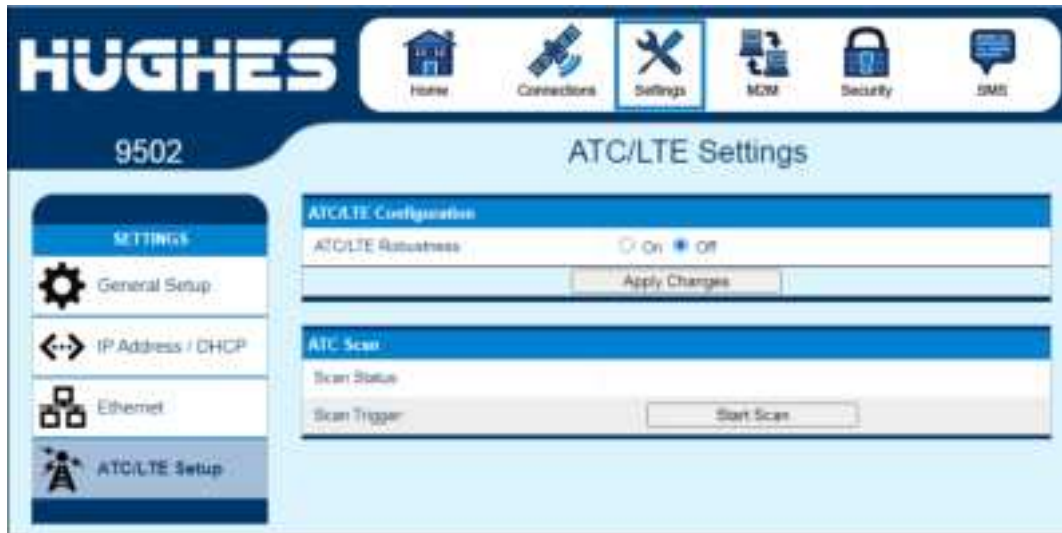 HUGHES
Home
Connections
Settings
M2M
Security
SMS
9502
ATC/LTE Settings
SETTINGS
General Setup
IP Address / DHCP
Ethernet
ATC/LTE Setup
ATC/LTE Configuration
ATC/LTE Robustness
On Off
Apply Changes
ATC Scan
Scan Status
Scan Trigger
Start Scan